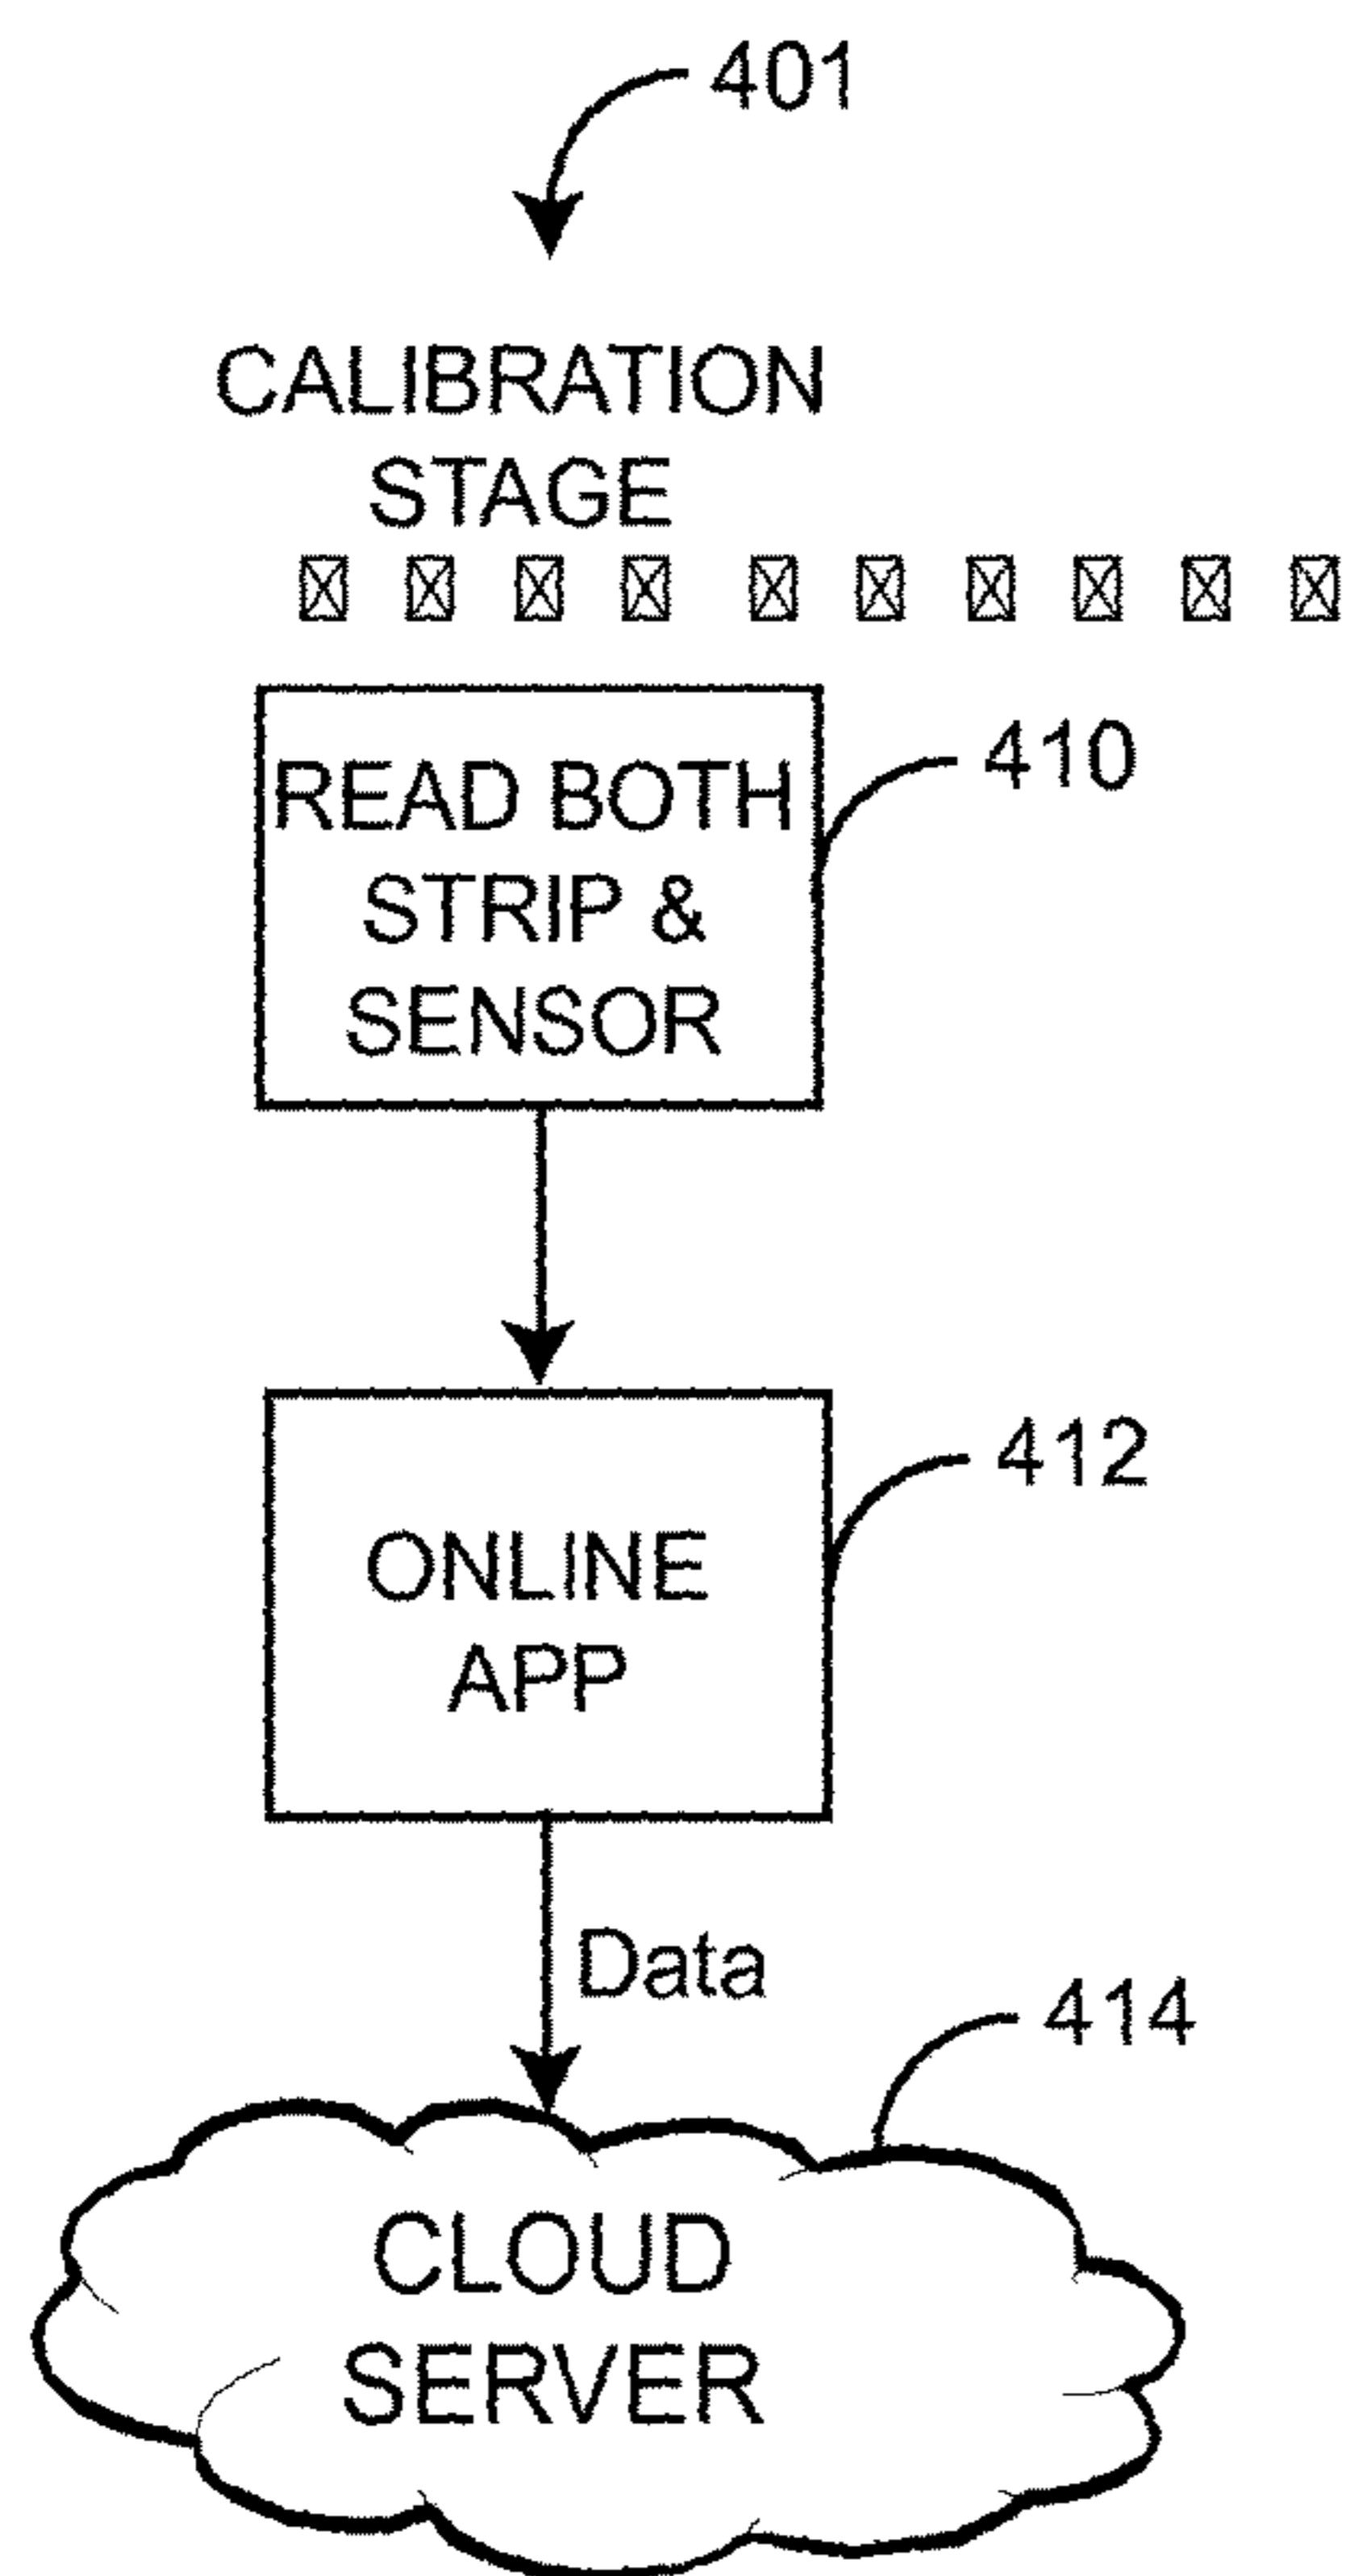 401
CALIBRATION
STAGE
READ BOTH
STRIP &
SENSOR
410
ONLINE
APP
412
Data
414
CLOUD
SERVER